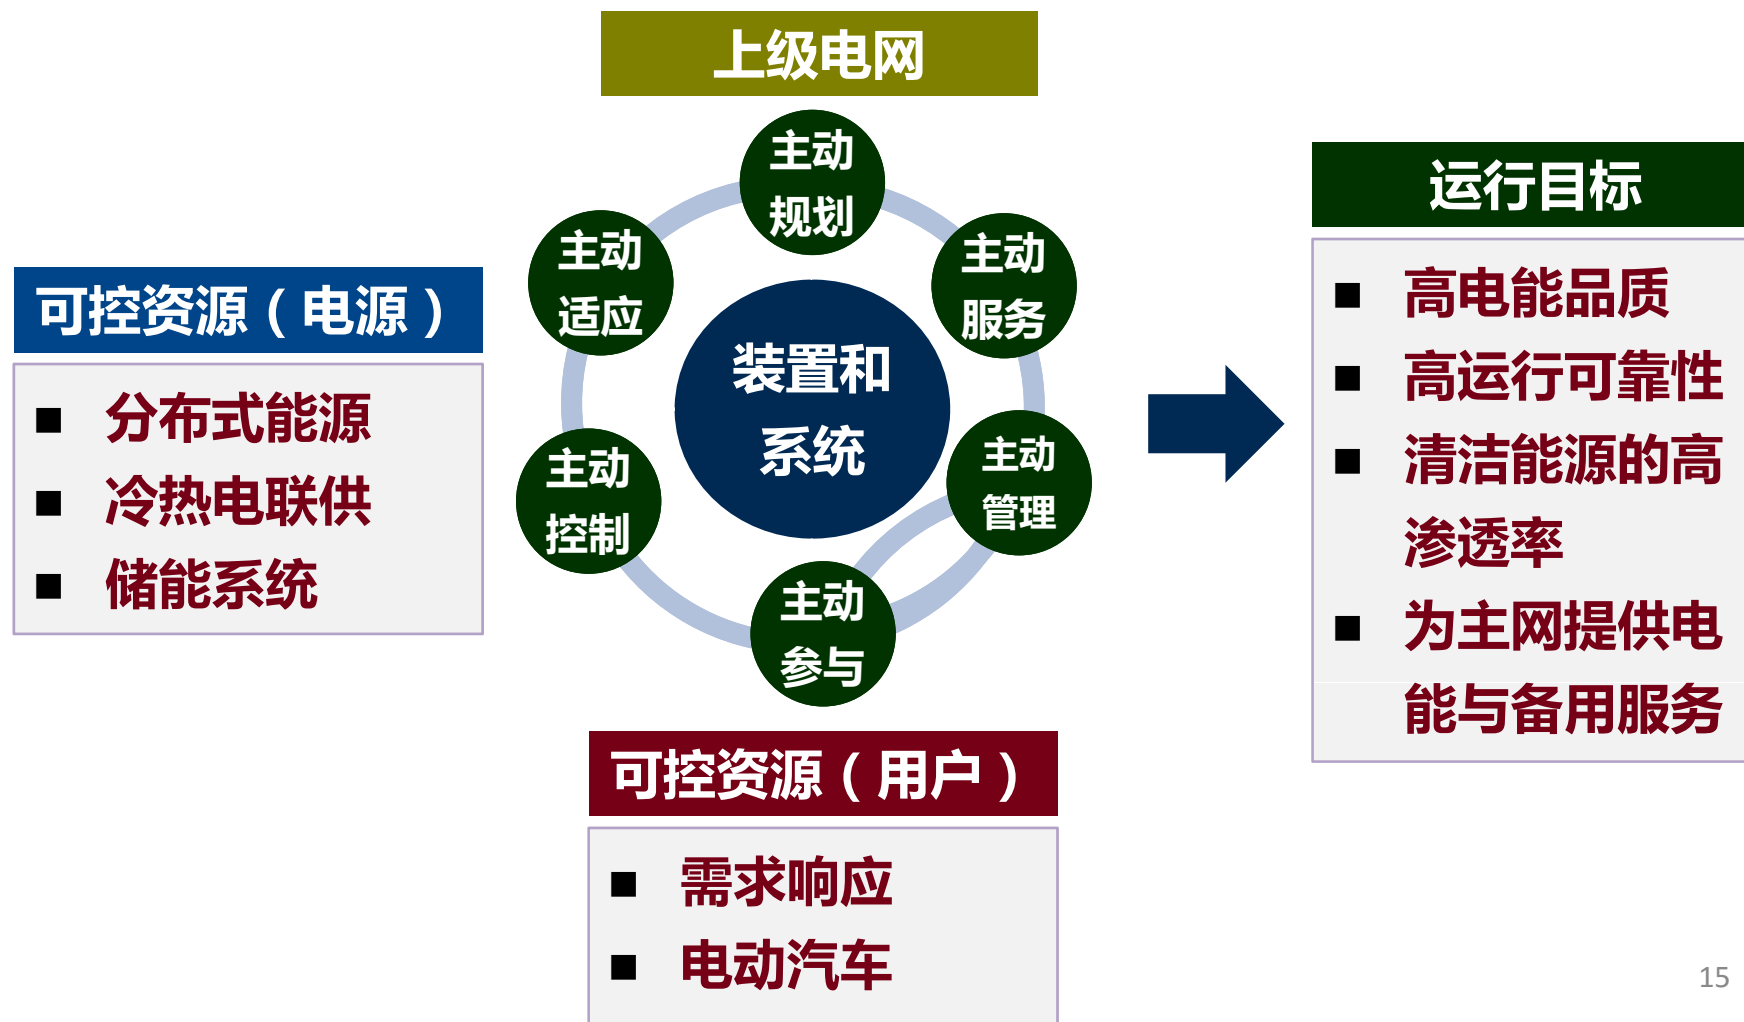 上级电网
主动
规划
主动
适应
主动
服务
装置和
系统
主动
控制
主动
管理
主动
参与
可控资源（电源）
■ 分布式能源
■ 冷热电联供
■ 储能系统
可控资源（用户）
■ 需求响应
■ 电动汽车
运行目标
■ 高电能品质
■ 高运行可靠性
■ 清洁能源的高
渗透率
■ 为主网提供电
能与备用服务
15